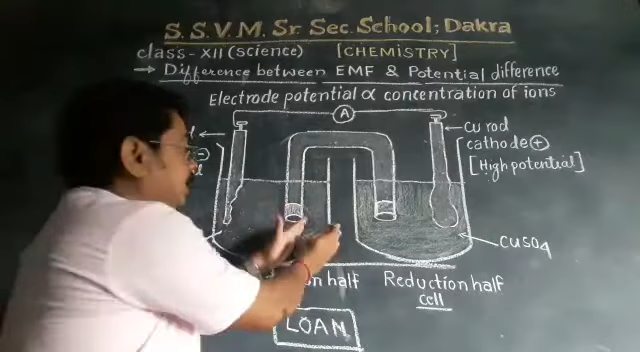 S. S. V. M. Sr. Sec. School; Dakra
class - XII (science) [CHEMISTRY]
→ Difference between EMF & Potential difference
Electrode potential ∝ concentration of ions
A
cu rod
cathode +
[High potential]
CUSO4
half
Reduction half
cell
LOAN